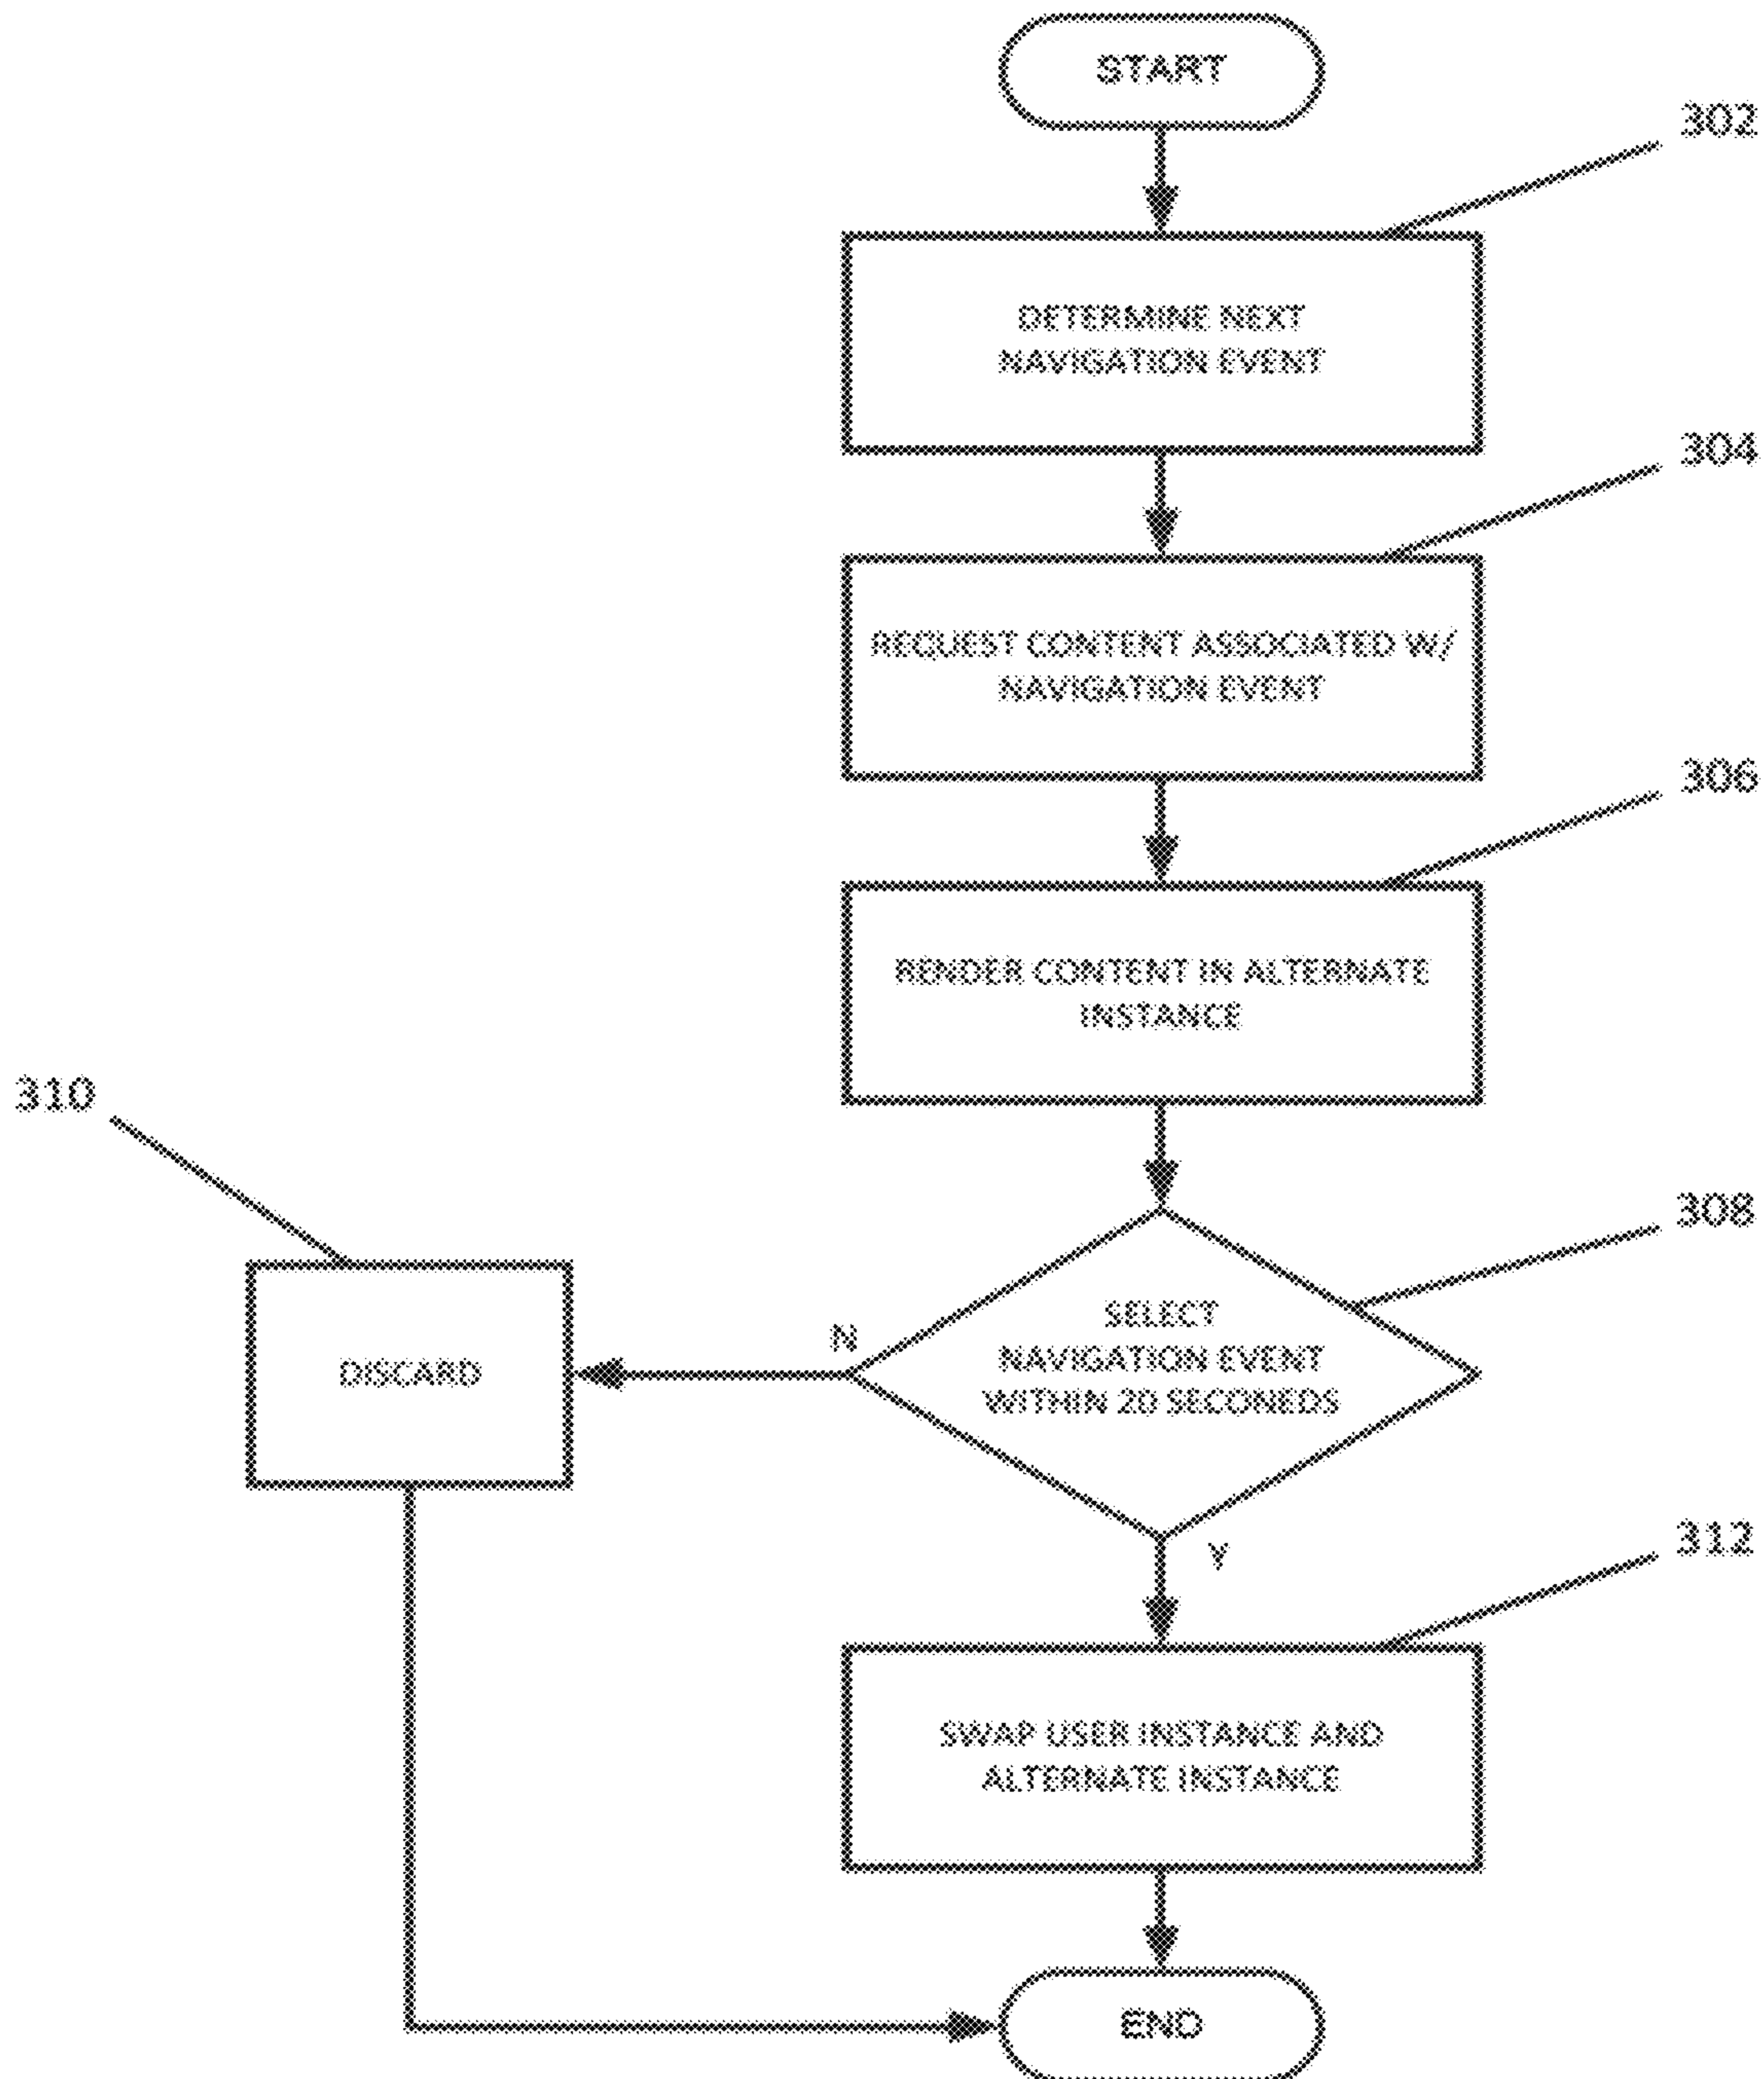 START
302
DETERMINE NEXT
NAVIGATION EVENT
304
REQUEST CONTENT ASSOCIATED W/
NAVIGATION EVENT
306
RENDER CONTENT IN ALTERNATE
INSTANCE
310
308
SELECT
NAVIGATION EVENT
WITHIN 20 SECONEDS
N
DISCARD
Y
312
SWAP USER INSTANCE AND
ALTERNATE INSTANCE
END